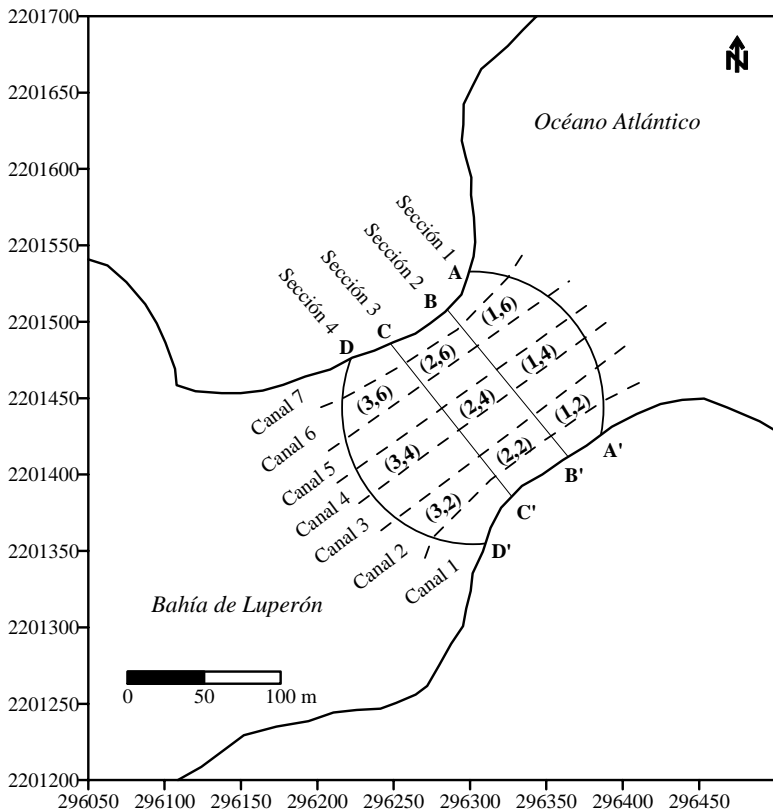 2201700
N
Océano Atlántico
2201650
2201600
Sección 1
Sección 2
Sección 3
Sección 4
2201550
A
B
C
D
2201500
(1,6)
(2,6)
(1,4)
(3,6)
(2,4)
(1,2)
2201450
Canal 7
Canal 6
Canal 5
Canal 4
Canal 3
Canal 2
Canal 1
(3,4)
(2,2)
(3,2)
A'
B'
C'
D'
2201400
2201350
Bahía de Luperón
2201300
0 50 100 m
2201250
2201200
296050 296100 296150 296200 296250 296300 296350 296400 296450